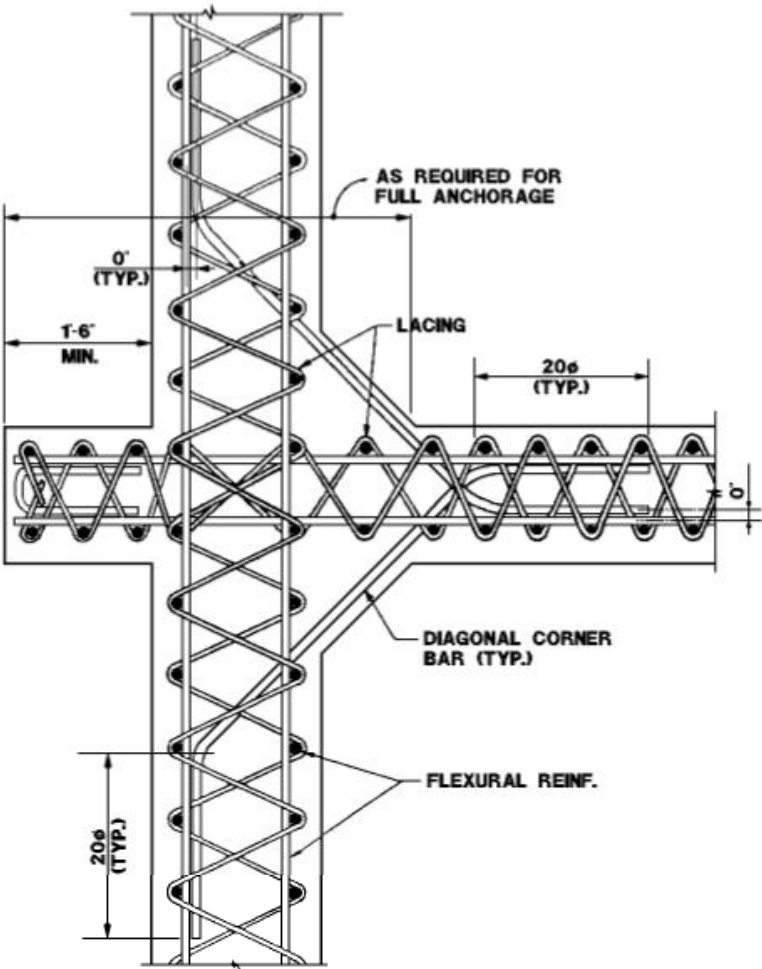 AS REQUIRED FOR
FULL ANCHORAGE
0"
(TYP.)
1'-6"
MIN.
LACING
20ø
(TYP.)
0"
DIAGONAL CORNER
BAR (TYP.)
FLEXURAL REINF.
20ø
(TYP.)